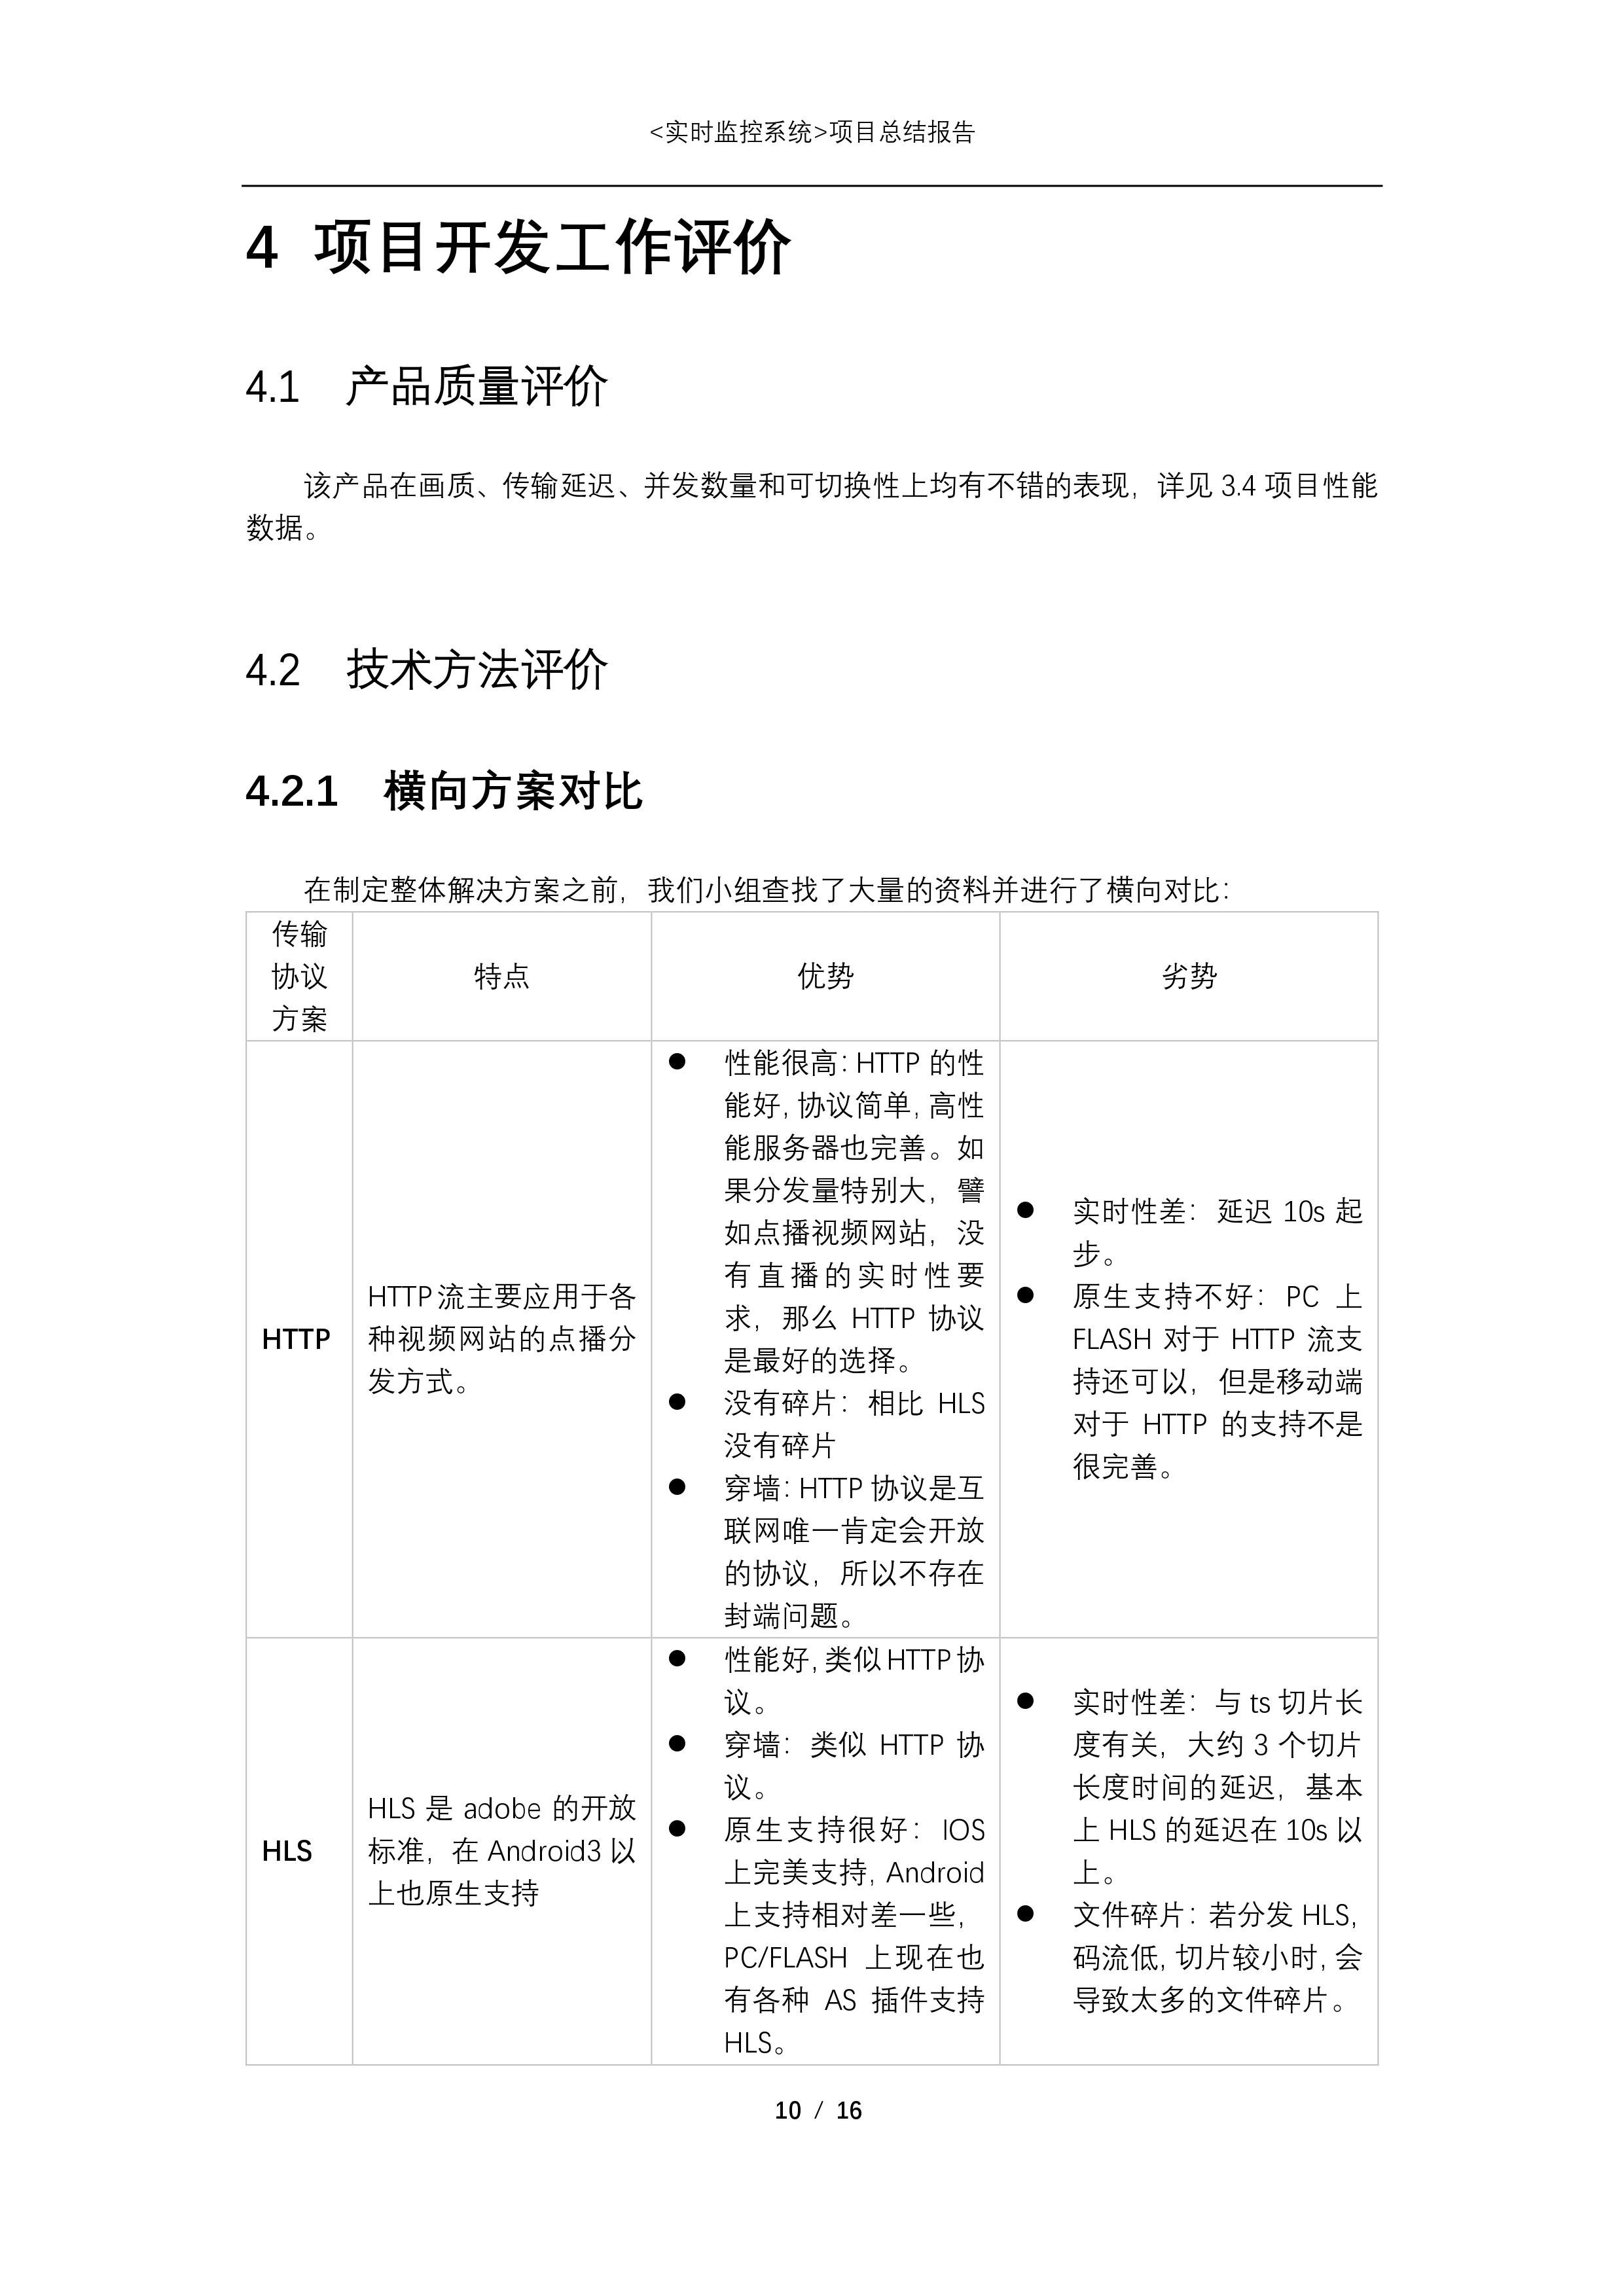 <实时监控系统>项目总结报告
4 项目开发工作评价
4.1 产品质量评价
该产品在画质、传输延迟、并发数量和可切换性上均有不错的表现，详见 3.4 项目性能
数据。
4.2 技术方法评价
4.2.1 横向方案对比
在制定整体解决方案之前，我们小组查找了大量的资料并进行了横向对比：
传输
协议
方案
特点
优势
劣势
HTTP
HTTP 流主要应用于各
种视频网站的点播分
发方式。
● 性能很高：HTTP 的性
能好，协议简单，高性
能服务器也完善。如
果分发量特别大，譬
如点播视频网站，没
有直播的实时性要
求，那么 HTTP 协议
是最好的选择。
● 没有碎片：相比 HLS
没有碎片
● 穿墙：HTTP 协议是互
联网唯一肯定会开放
的协议，所以不存在
封端问题。
● 实时性差：延迟 10s 起
步。
● 原生支持不好：PC 上
FLASH 对于 HTTP 流支
持还可以，但是移动端
对于 HTTP 的支持不是
很完善。
HLS
HLS 是 adobe 的开放
标准，在 Android3 以
上也原生支持
● 性能好，类似 HTTP 协
议。
● 穿墙：类似 HTTP 协
议。
● 原生支持很好：IOS
上完美支持，Android
上支持相对差一些，
PC/FLASH 上现在也
有各种 AS 插件支持
HLS。
● 实时性差：与 ts 切片长
度有关，大约 3 个切片
长度时间的延迟，基本
上 HLS 的延迟在 10s 以
上。
● 文件碎片：若分发 HLS，
码流低，切片较小时，会
导致太多的文件碎片。
10 / 16